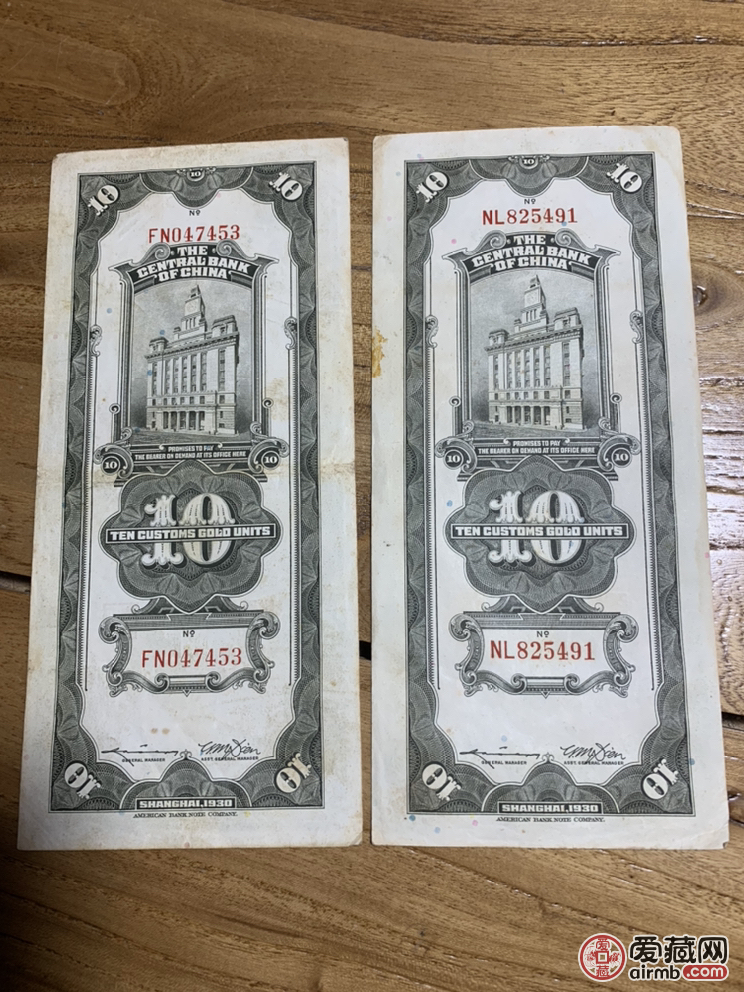 10
10
10
Nº
FN047453
THE
CENTRAL BANK
OF CHINA
PROMISES TO PAY
THE BEARER ON DEMAND AT ITS OFFICE HERE
10
10
10
TEN CUSTOMS GOLD UNITS
Nº
FN047453
GENERAL MANAGER
ASST. GENERAL MANAGER
10
10
SHANGHAI, 1930
AMERICAN BANK NOTE COMPANY.
10
10
10
Nº
NL825491
THE
CENTRAL BANK
OF CHINA
PROMISES TO PAY
THE BEARER ON DEMAND AT ITS OFFICE HERE
10
10
10
TEN CUSTOMS GOLD UNITS
Nº
NL825491
GENERAL MANAGER
ASST. GENERAL MANAGER
10
10
SHANGHAI, 1930
AMERICAN BANK NOTE COMPANY.
爱藏网
airmb.com